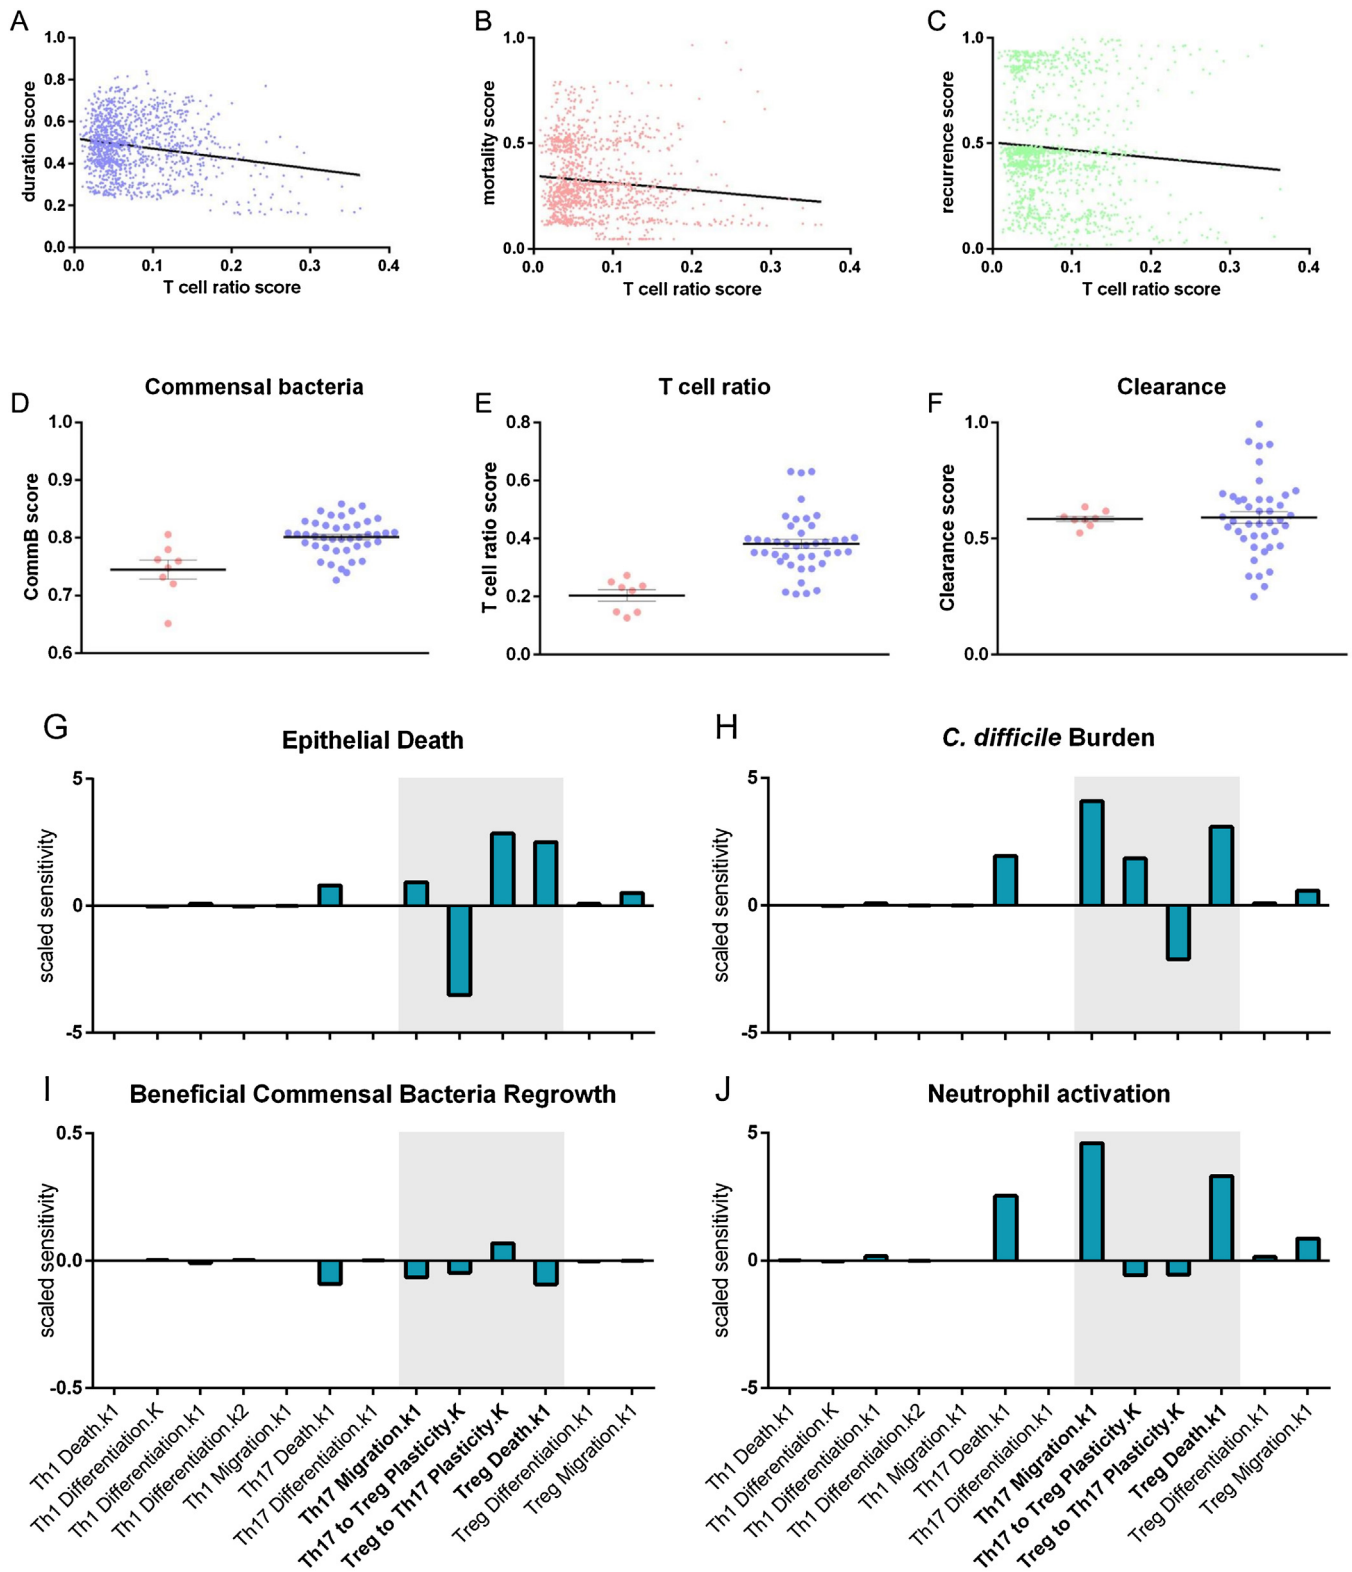 A
B
C
1.0
0.8
0.6
0.4
0.2
0.0
duration score
0.0 0.1 0.2 0.3 0.4
T cell ratio score
1.0
0.5
0.0
mortality score
0.0 0.1 0.2 0.3 0.4
T cell ratio score
1.0
0.5
0.0
recurrence score
0.0 0.1 0.2 0.3 0.4
T cell ratio score
D
Commensal bacteria
1.0
0.9
0.8
0.7
0.6
CommB score
E
T cell ratio
0.8
0.6
0.4
0.2
0.0
T cell ratio score
F
Clearance
1.0
0.5
0.0
Clearance score
G
Epithelial Death
5
0
-5
scaled sensitivity
H
C. difficile Burden
5
0
-5
scaled sensitivity
I
Beneficial Commensal Bacteria Regrowth
0.5
0.0
-0.5
scaled sensitivity
Th1 Death.k1
Th1 Differentiation.K
Th1 Differentiation.k1
Th1 Differentiation.k2
Th1 Migration.k1
Th17 Death.k1
Th17 Differentiation.k1
Th17 Migration.k1
Th17 to Treg Plasticity.K
Treg to Th17 Plasticity.K
Treg Death.k1
Treg Differentiation.k1
Treg Migration.k1
J
Neutrophil activation
5
0
-5
scaled sensitivity
Th1 Death.k1
Th1 Differentiation.K
Th1 Differentiation.k1
Th1 Differentiation.k2
Th1 Migration.k1
Th17 Death.k1
Th17 Differentiation.k1
Th17 Migration.k1
Th17 to Treg Plasticity.K
Treg to Th17 Plasticity.K
Treg Death.k1
Treg Differentiation.k1
Treg Migration.k1